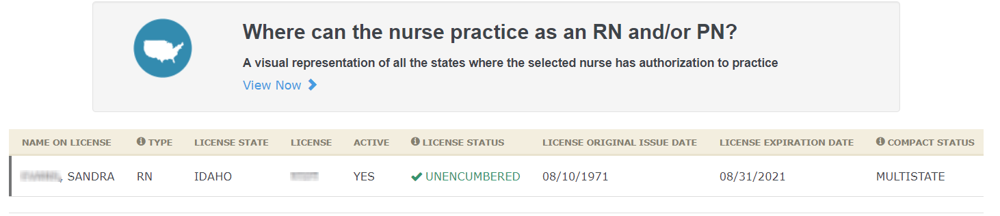 Where can the nurse practice as an RN and/or PN?
A visual representation of all the states where the selected nurse has authorization to practice
View Now
NAME ON LICENSE TYPE LICENSE STATE LICENSE ACTIVE LICENSE STATUS LICENSE ORIGINAL ISSUE DATE LICENSE EXPIRATION DATE COMPACT STATUS
, SANDRA RN IDAHO YES UNENCUMBERED 08/10/1971 08/31/2021 MULTISTATE